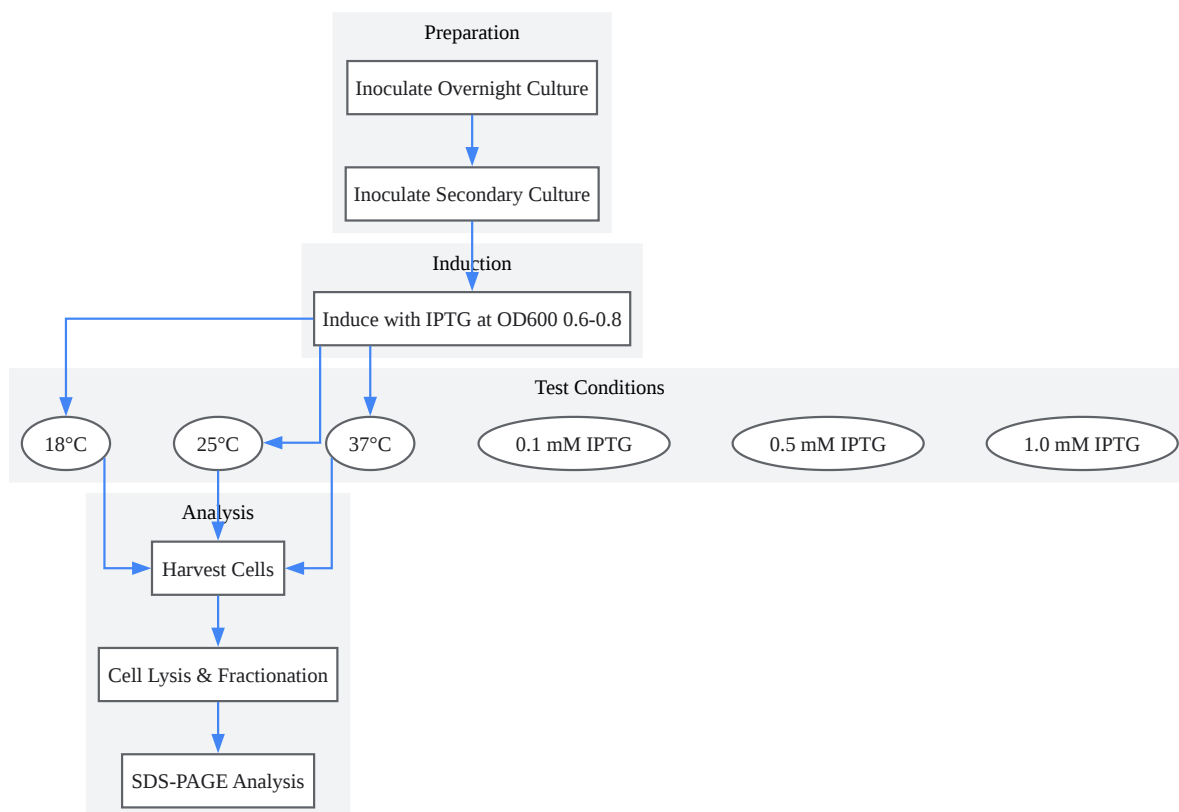 Preparation
Inoculate Overnight Culture
Inoculate Secondary Culture
Induction
Induce with IPTG at OD600 0.6-0.8
Test Conditions
18°C
25°C
37°C
0.1 mM IPTG
0.5 mM IPTG
1.0 mM IPTG
Analysis
Harvest Cells
Cell Lysis & Fractionation
SDS-PAGE Analysis